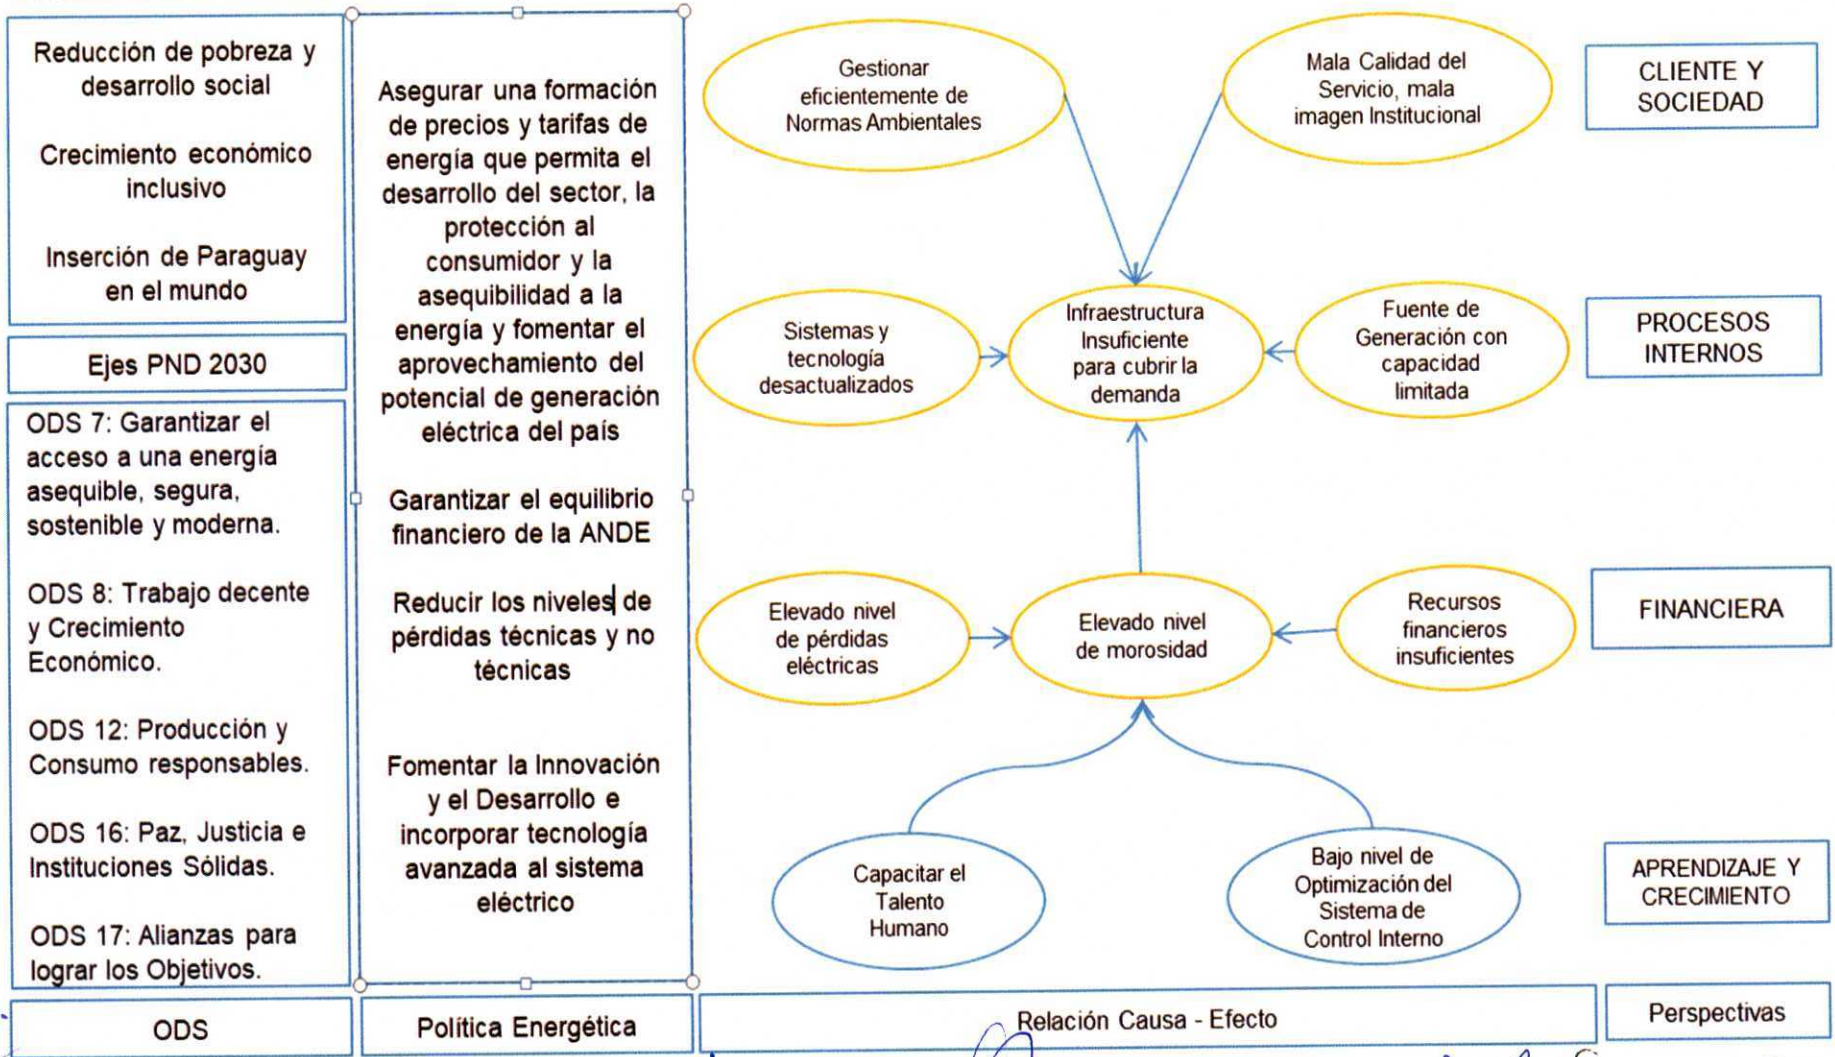 Reducción de pobreza y
desarrollo social
Crecimiento económico
inclusivo
Inserción de Paraguay
en el mundo
Ejes PND 2030
ODS 7: Garantizar el
acceso a una energía
asequible, segura,
sostenible y moderna.
ODS 8: Trabajo decente
y Crecimiento
Económico.
ODS 12: Producción y
Consumo responsables.
ODS 16: Paz, Justicia e
Instituciones Sólidas.
ODS 17: Alianzas para
lograr los Objetivos.
ODS
Asegurar una formación
de precios y tarifas de
energía que permita el
desarrollo del sector, la
protección al
consumidor y la
asequibilidad a la
energía y fomentar el
aprovechamiento del
potencial de generación
eléctrica del país
Garantizar el equilibrio
financiero de la ANDE
Reducir los niveles de
pérdidas técnicas y no
técnicas
Fomentar la Innovación
y el Desarrollo e
incorporar tecnología
avanzada al sistema
eléctrico
Política Energética
Gestionar
eficientemente de
Normas Ambientales
Mala Calidad del
Servicio, mala
imagen Institucional
CLIENTE Y
SOCIEDAD
Sistemas y
tecnología
desactualizados
Infraestructura
Insuficiente
para cubrir la
demanda
Fuente de
Generación con
capacidad
limitada
PROCESOS
INTERNOS
Elevado nivel
de pérdidas
eléctricas
Elevado nivel
de morosidad
Recursos
financieros
insuficientes
FINANCIERA
Capacitar el
Talento
Humano
Bajo nivel de
Optimización del
Sistema de
Control Interno
APRENDIZAJE Y
CRECIMIENTO
Relación Causa - Efecto
Perspectivas